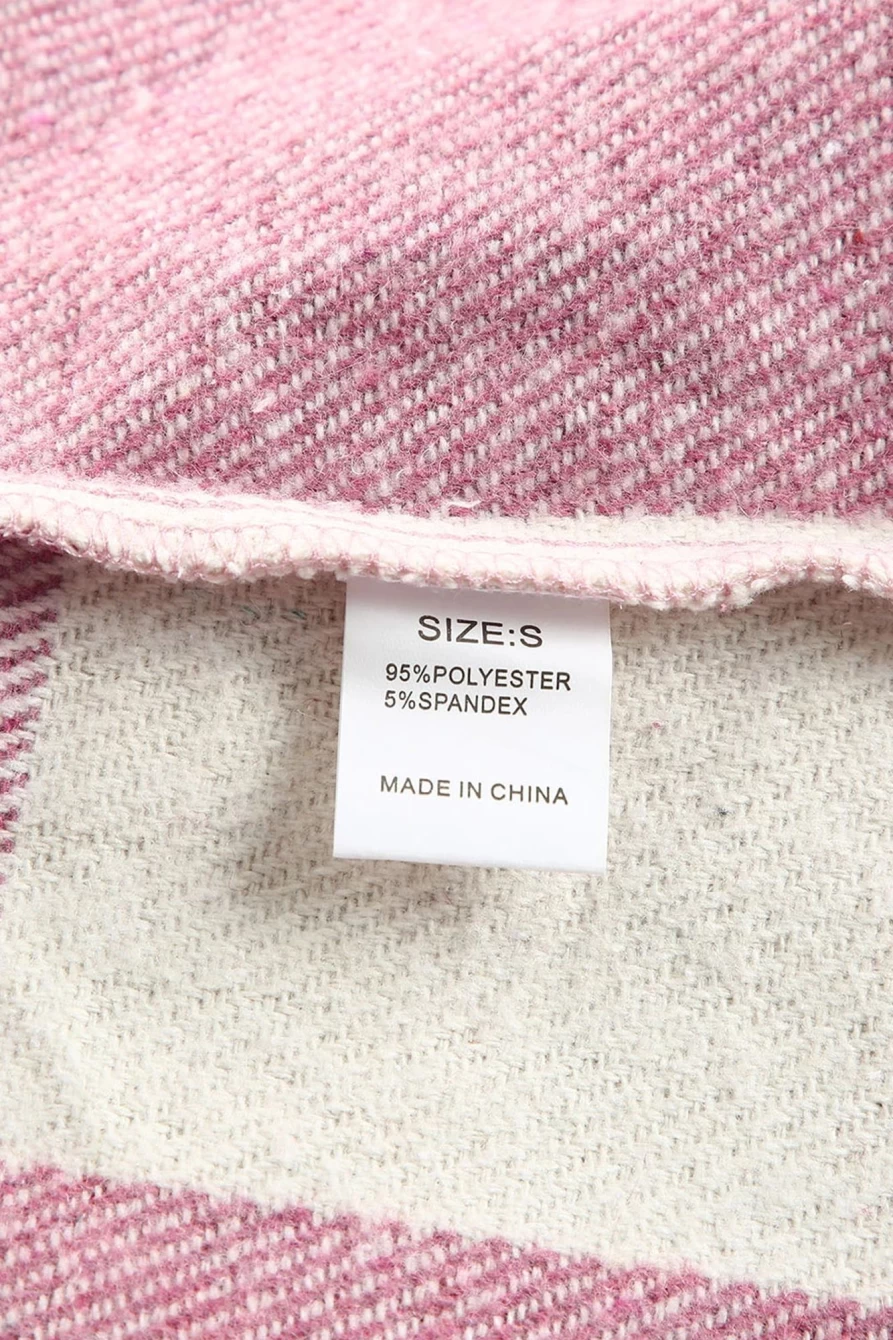 SIZE:S
95%POLYESTER
5%SPANDEX
MADE IN CHINA